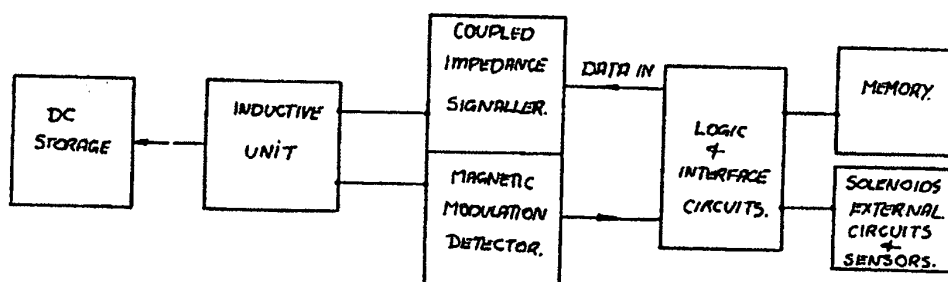 DC
STORAGE
INDUCTIVE
UNIT
COUPLED
IMPEDANCE
SIGNALLER.
MAGNETIC
MODULATION
DETECTOR.
DATA IN
LOGIC
&
INTERFACE
CIRCUITS.
MEMORY.
SOLENOIDS
EXTERNAL
CIRCUITS
&
SENSORS.